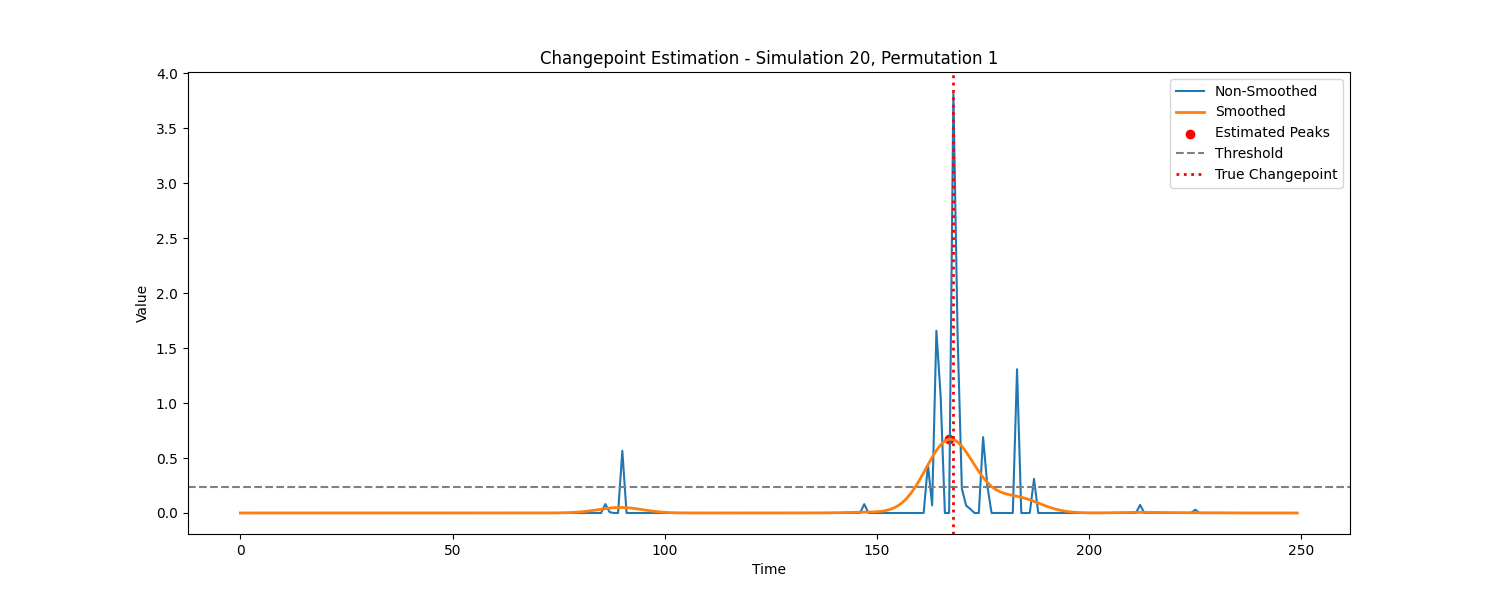 Changepoint Estimation - Simulation 20, Permutation 1
4.0
3.5
3.0
2.5
2.0
1.5
1.0
0.5
0.0
Value
Non-Smoothed
Smoothed
Estimated Peaks
Threshold
True Changepoint
0 50 100 150 200 250
Time